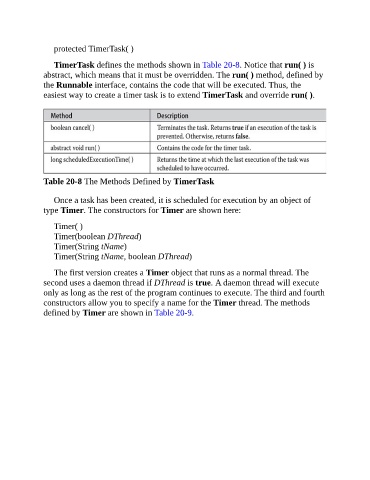 protected TimerTask( )
TimerTask defines the methods shown in Table 20-8. Notice that run( ) is
abstract, which means that it must be overridden. The run( ) method, defined by
the Runnable interface, contains the code that will be executed. Thus, the
easiest way to create a timer task is to extend TimerTask and override run( ).
Method Description
boolean cancel( ) Terminates the task. Returns true if an execution of the task is
prevented. Otherwise, returns false.
abstract void run( ) Contains the code for the timer task.
long scheduledExecutionTime( ) Returns the time at which the last execution of the task was
scheduled to have occurred.
Table 20-8 The Methods Defined by TimerTask
Once a task has been created, it is scheduled for execution by an object of
type Timer. The constructors for Timer are shown here:
Timer( )
Timer(boolean DThread)
Timer(String tName)
Timer(String tName, boolean DThread)
The first version creates a Timer object that runs as a normal thread. The
second uses a daemon thread if DThread is true. A daemon thread will execute
only as long as the rest of the program continues to execute. The third and fourth
constructors allow you to specify a name for the Timer thread. The methods
defined by Timer are shown in Table 20-9.